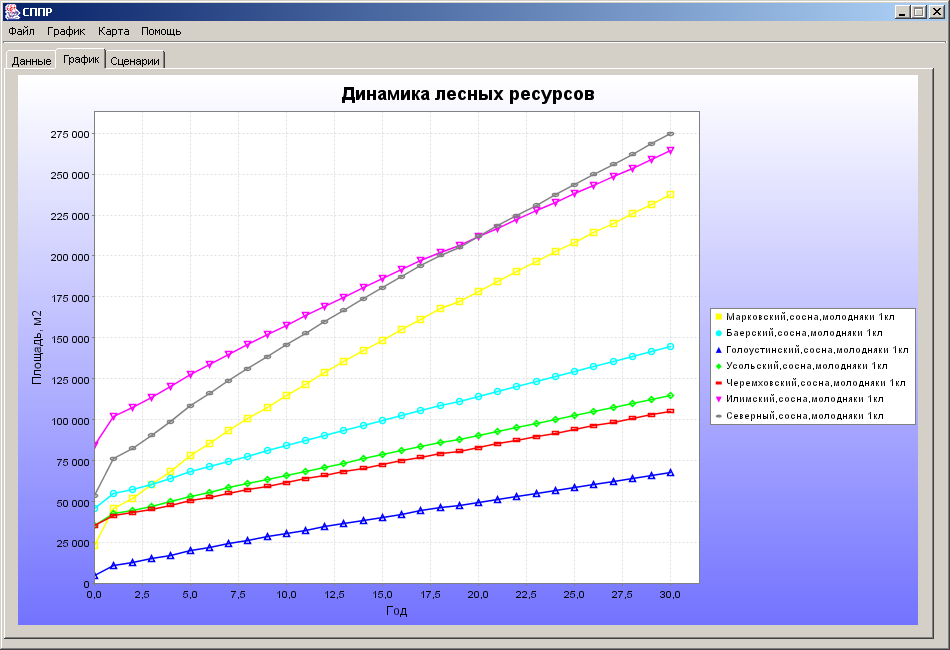 СППР
Файл График Карта Помощь
Данные График Сценарии
Динамика лесных ресурсов
Площадь, м2
275 000
250 000
225 000
200 000
175 000
150 000
125 000
100 000
75 000
50 000
25 000
0
0,0 2,5 5,0 7,5 10,0 12,5 15,0 17,5 20,0 22,5 25,0 27,5 30,0
Год
Марковский,сосна,молодняки 1кл
Баерский,сосна,молодняки 1кл
Голоустинский,сосна,молодняки 1кл
Усольский,сосна,молодняки 1кл
Черемховский,сосна,молодняки 1кл
Илимский,сосна,молодняки 1кл
Северный,сосна,молодняки 1кл